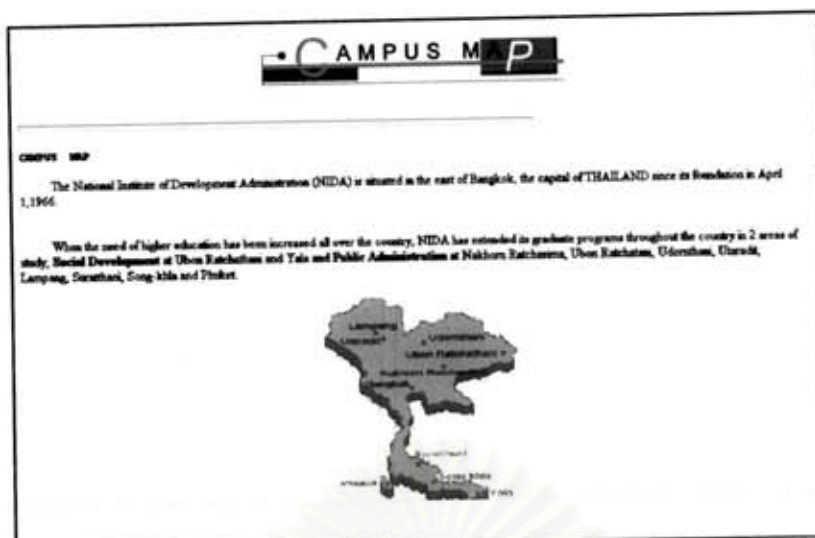 CAMPUS MAP
CAMPUS MAP
The National Institute of Development Administration (NIDA) is situated in the east of Bangkok, the capital of THAILAND since its foundation in April
1,1966.
When the need of higher education has been increased all over the country, NIDA has extended its graduate programs throughout the country in 2 areas of
study, Social Development at Ubon Ratchathani and Yala and Public Administration at Nakhorn Ratchasima, Ubon Ratchatani, Udornthani, Utaradit,
Lampang, Suratthani, Song-khla and Phuket.
Lampang
Udornthani
Utaradit
Ubon Ratchathani
Bangkok